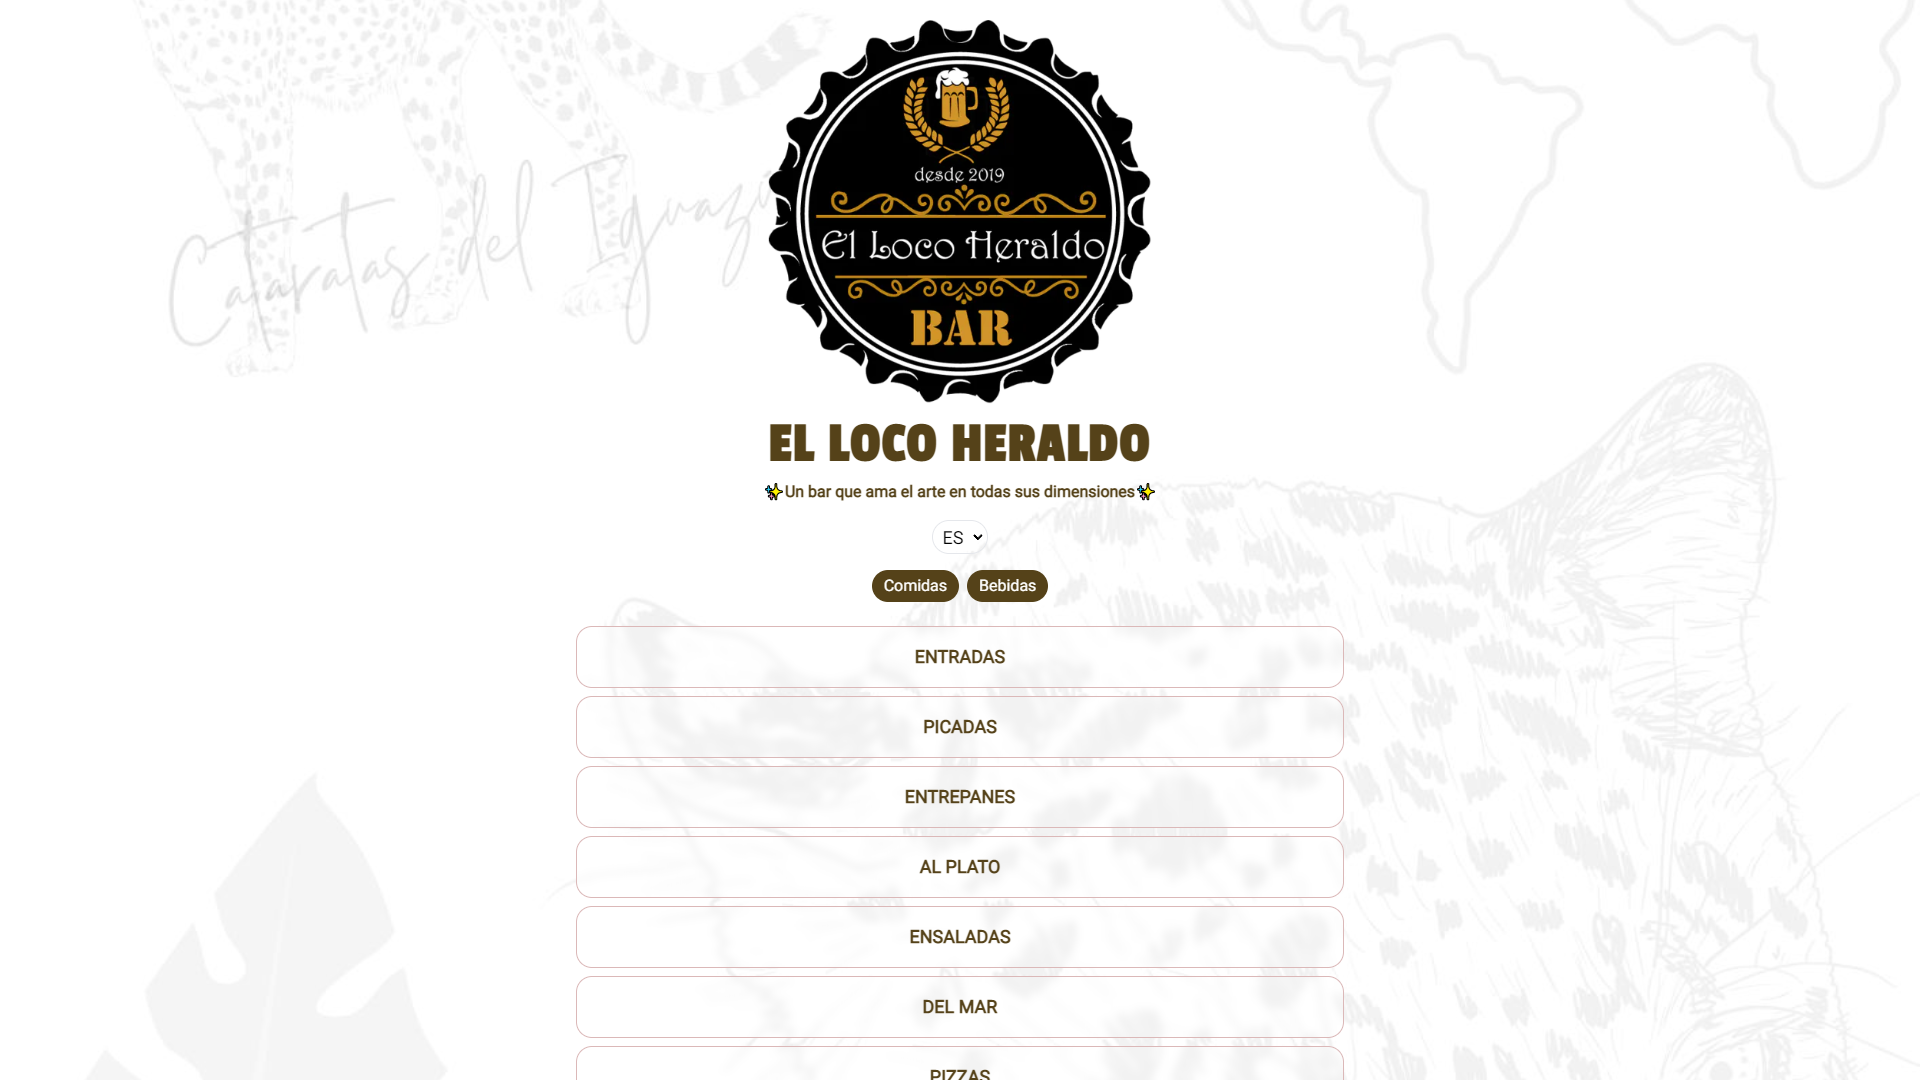 Cataratas del Iguazú
desde 2019
El Loco Heraldo
BAR
EL LOCO HERALDO
✨Un bar que ama el arte en todas sus dimensiones✨
ES
Comidas Bebidas
ENTRADAS
PICADAS
ENTREPANES
AL PLATO
ENSALADAS
DEL MAR
PIZZAS